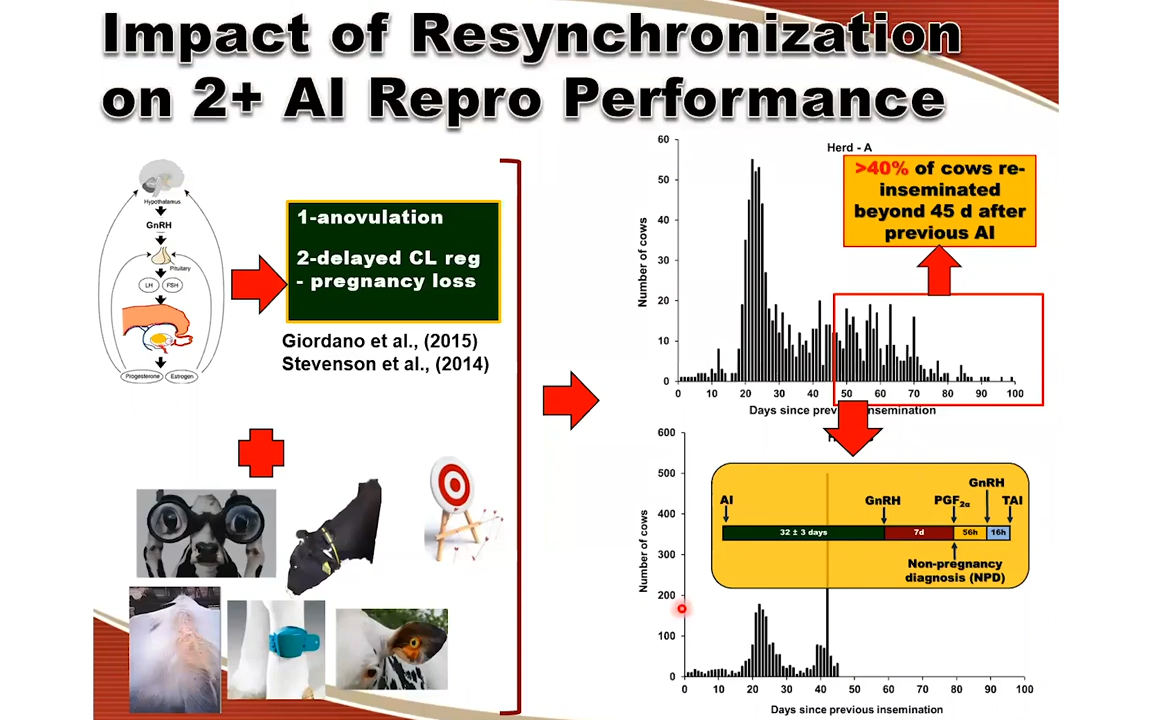 Impact of Resynchronization
on 2+ AI Repro Performance
Hypothalamus
GnRH
Pituitary
LH
FSH
Progesterone
Estrogen
1-anovulation
2-delayed CL reg
- pregnancy loss
Giordano et al., (2015)
Stevenson et al., (2014)
Herd - A
>40% of cows re-
inseminated
beyond 45 d after
previous AI
Number of cows
60
50
40
30
20
10
0
0 10 20 30 40 50 60 70 80 90 100
Days since insemination
600
500
400
300
200
100
0
Number of cows
AI
GnRH
PGF2α
GnRH
TAI
32 ± 3 days
7d
56h
16h
Non-pregnancy
diagnosis (NPD)
0 10 20 30 40 50 60 70 80 90 100
Days since previous insemination